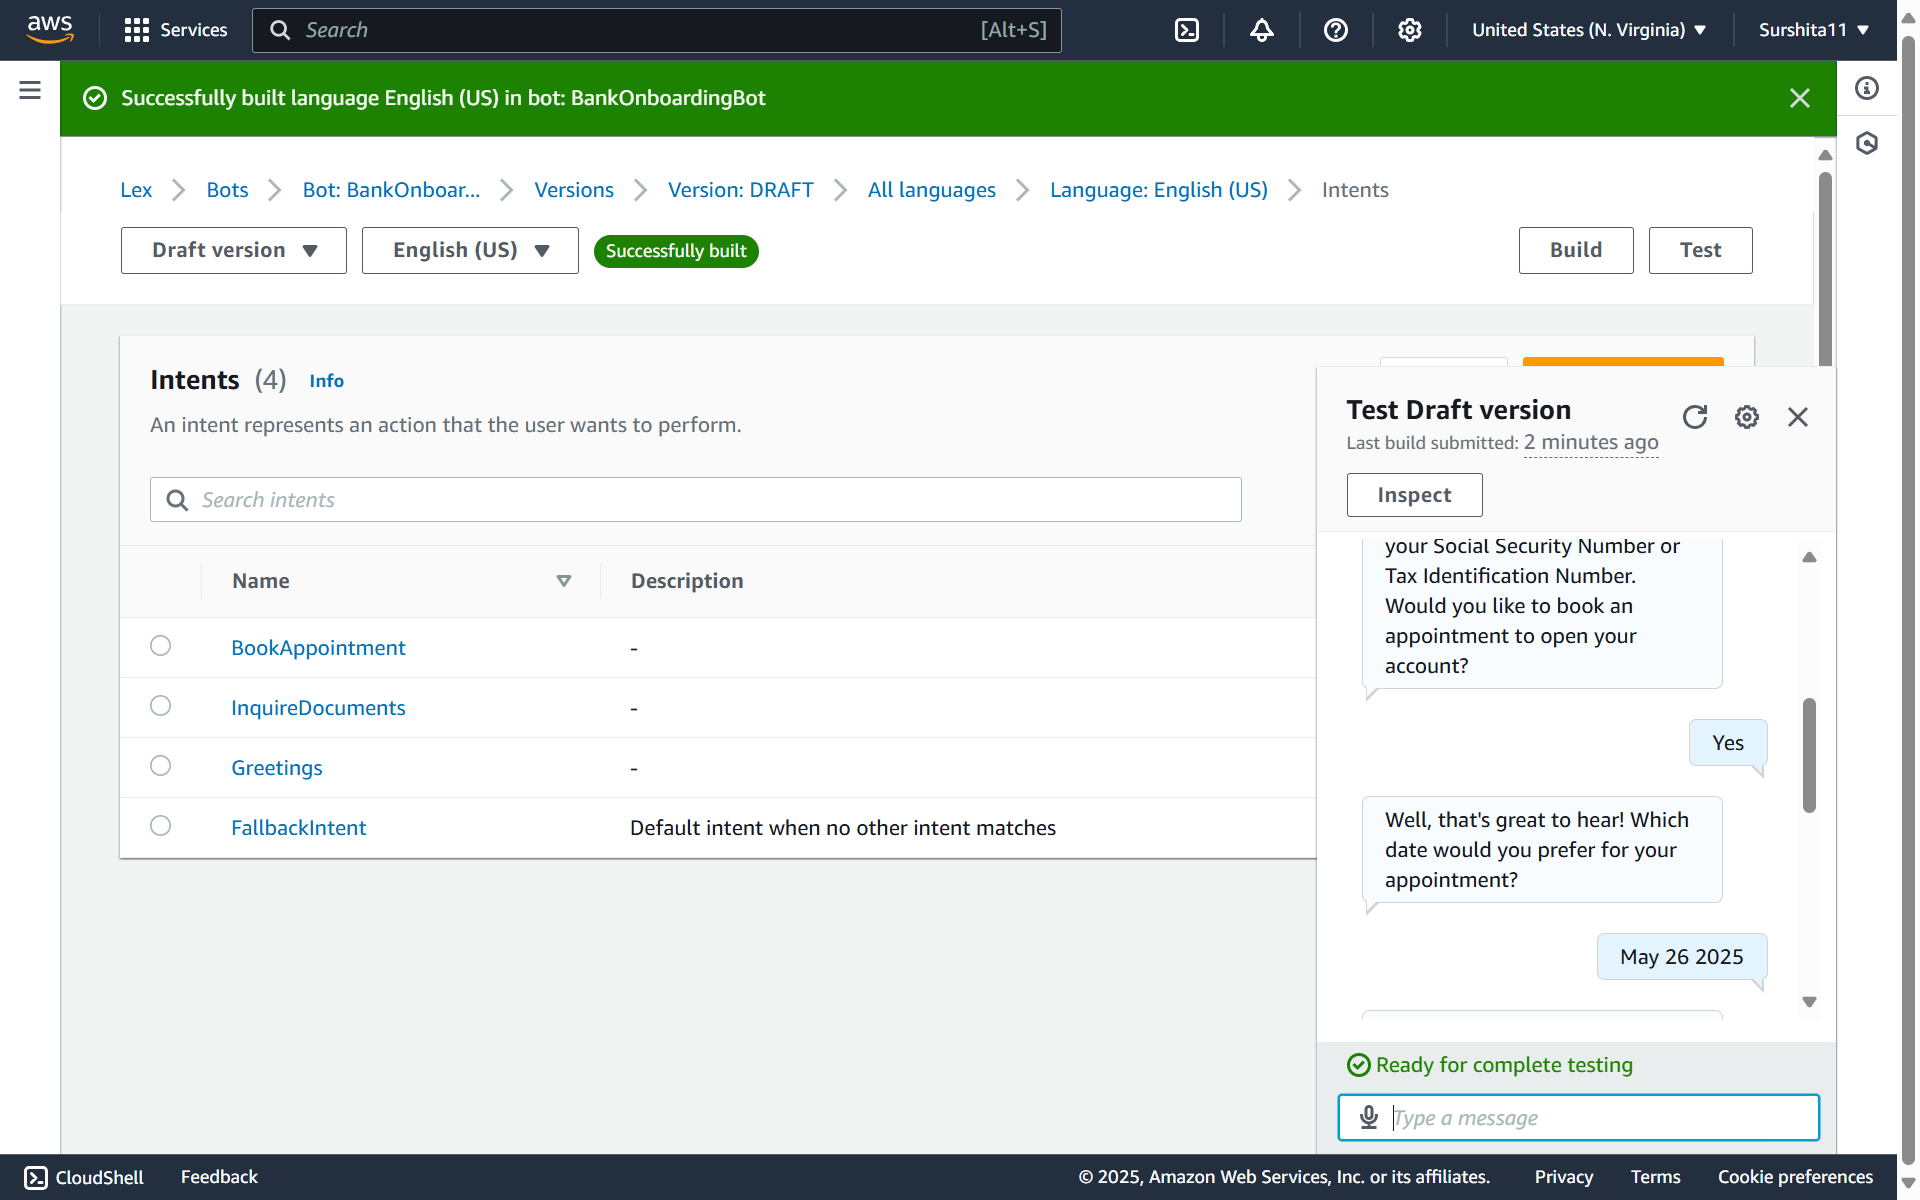 aws
Services
Search
[Alt+S]
United States (N. Virginia)
Surshita11
Successfully built language English (US) in bot: BankOnboardingBot
Lex
Bots
Bot: BankOnboar...
Versions
Version: DRAFT
All languages
Language: English (US)
Intents
Draft version
English (US)
Successfully built
Build
Test
Intents (4) Info
An intent represents an action that the user wants to perform.
Search intents
Name
Description
BookAppointment
-
InquireDocuments
-
Greetings
-
FallbackIntent
Default intent when no other intent matches
Test Draft version
Last build submitted: 2 minutes ago
Inspect
your Social Security Number or
Tax Identification Number.
Would you like to book an
appointment to open your
account?
Yes
Well, that's great to hear! Which
date would you prefer for your
appointment?
May 26 2025
Ready for complete testing
Type a message
CloudShell
Feedback
© 2025, Amazon Web Services, Inc. or its affiliates.
Privacy
Terms
Cookie preferences